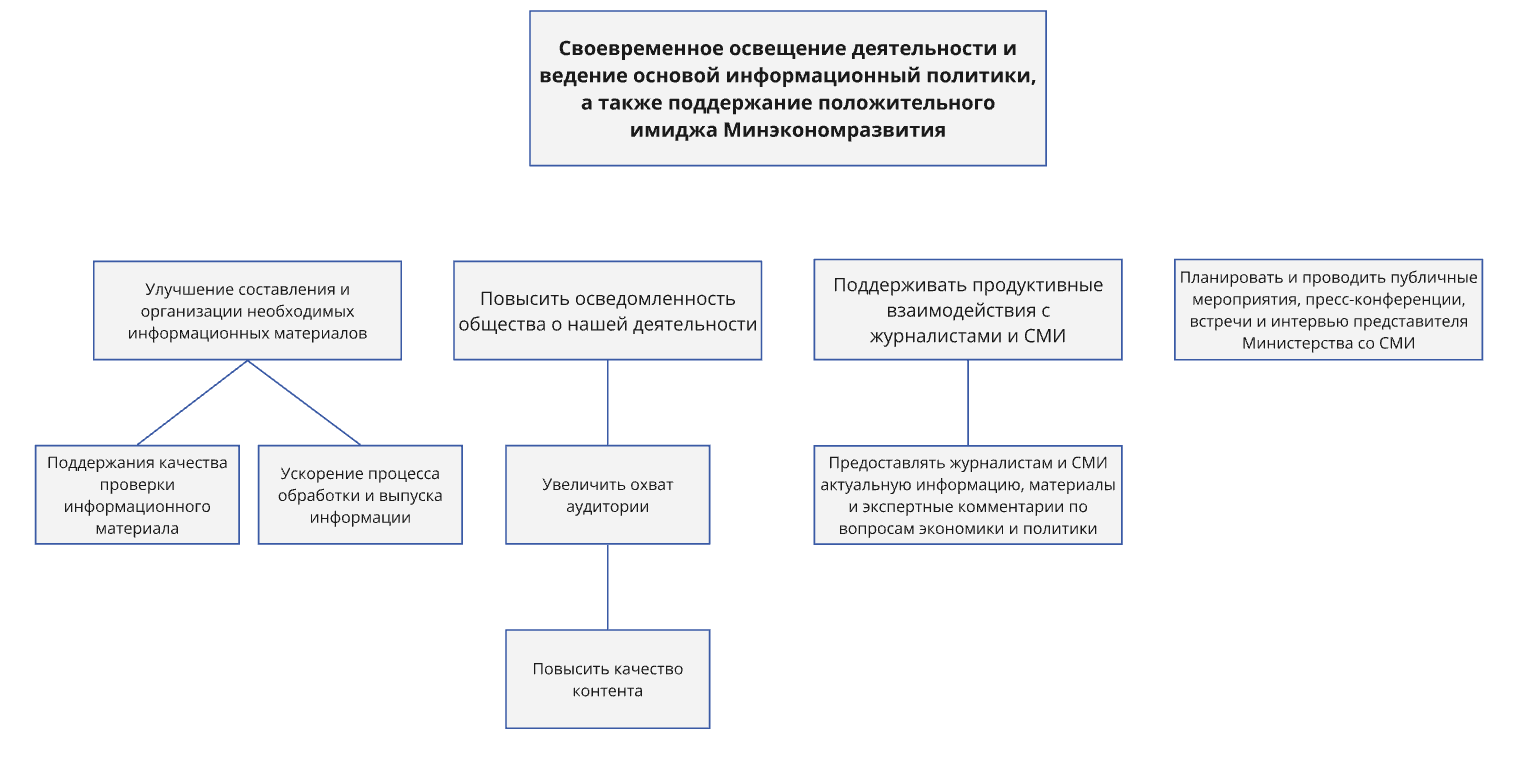 Своевременное освещение деятельности и
ведение основой информационный политики,
а также поддержание положительного
имиджа Минэкономразвития
Улучшение составления и
организации необходимых
информационных материалов
Повысить осведомленность
общества о нашей деятельности
Поддерживать продуктивные
взаимодействия с
журналистами и СМИ
Планировать и проводить публичные
мероприятия, пресс-конференции,
встречи и интервью представителя
Министерства со СМИ
Поддержания качества
проверки
информационного
материала
Ускорение процесса
обработки и выпуска
информации
Увеличить охват
аудитории
Предоставлять журналистам и СМИ
актуальную информацию, материалы
и экспертные комментарии по
вопросам экономики и политики
Повысить качество
контента